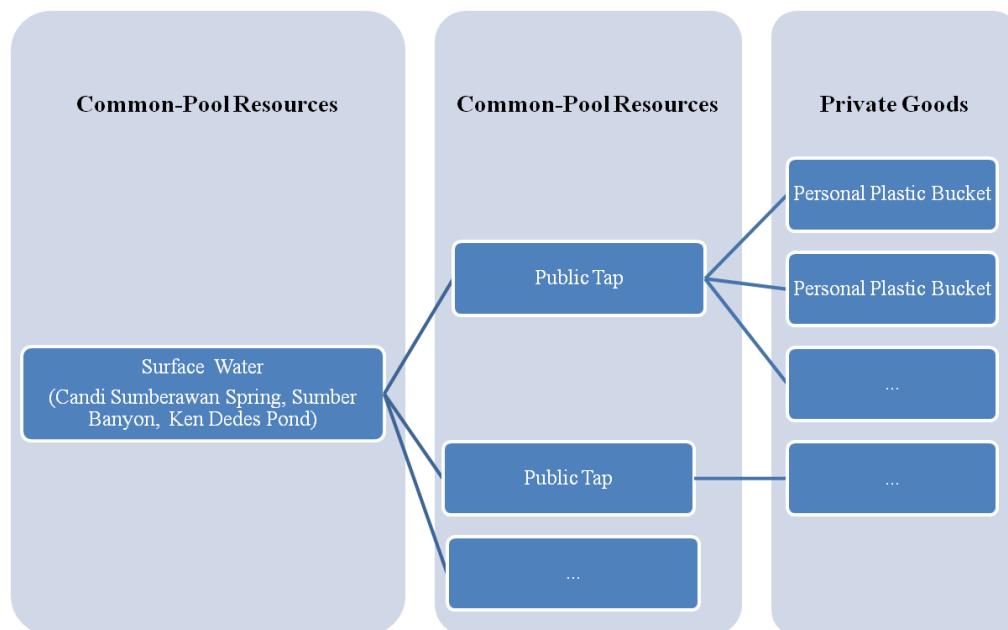 Common-Pool Resources
Common-Pool Resources
Private Goods
Personal Plastic Bucket
Public Tap
Personal Plastic Bucket
Surface Water
(Candi Sumberawan Spring, Sumber
Banyon, Ken Dedes Pond)
...
Public Tap
...
...